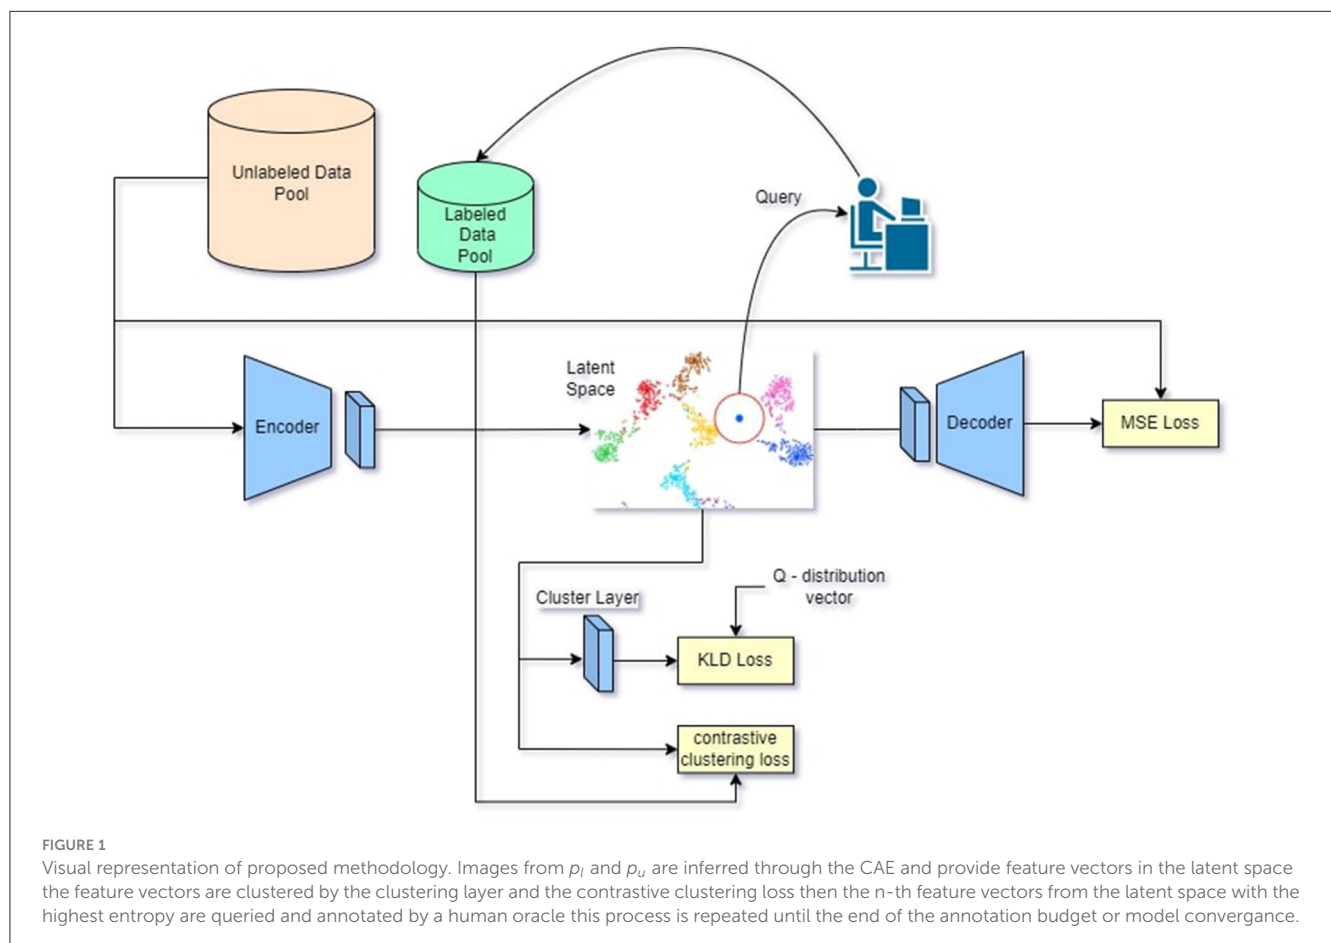 Unlabeled Data
Pool
Labeled
Data
Pool
Query
Latent
Space
Encoder
Decoder
MSE Loss
Q - distribution
vector
Cluster Layer
KLD Loss
contrastive
clustering loss
FIGURE 1
Visual representation of proposed methodology. Images from pl and pu are inferred through the CAE and provide feature vectors in the latent space
the feature vectors are clustered by the clustering layer and the contrastive clustering loss then the n-th feature vectors from the latent space with the
highest entropy are queried and annotated by a human oracle this process is repeated until the end of the annotation budget or model convergance.